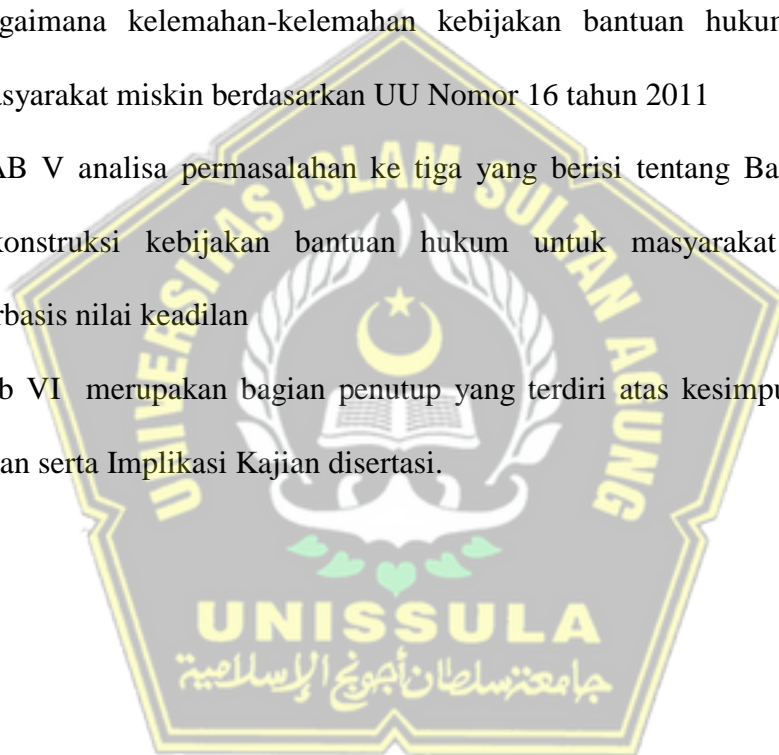 gaimana kelemahan-kelemahan kebijakan bantuan hukum
asyarakat miskin berdasarkan UU Nomor 16 tahun 2011
AB V analisa permasalahan ke tiga yang berisi tentang Ba
konstruksi kebijakan bantuan hukum untuk masyarakat
rbasis nilai keadilan
b VI merupakan bagian penutup yang terdiri atas kesimpu
an serta Implikasi Kajian disertasi.
UNIVERSITAS ISLAM SULTAN AGUNG
UNISSULA
جامعتسلطان أجونج الإسلامية